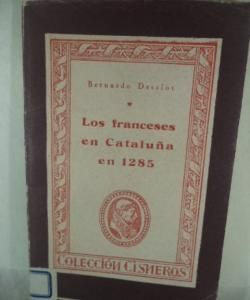 Bernardo Desclot
Los franceses
en Cataluña
en 1285
COLECCIÓN CISNEROS